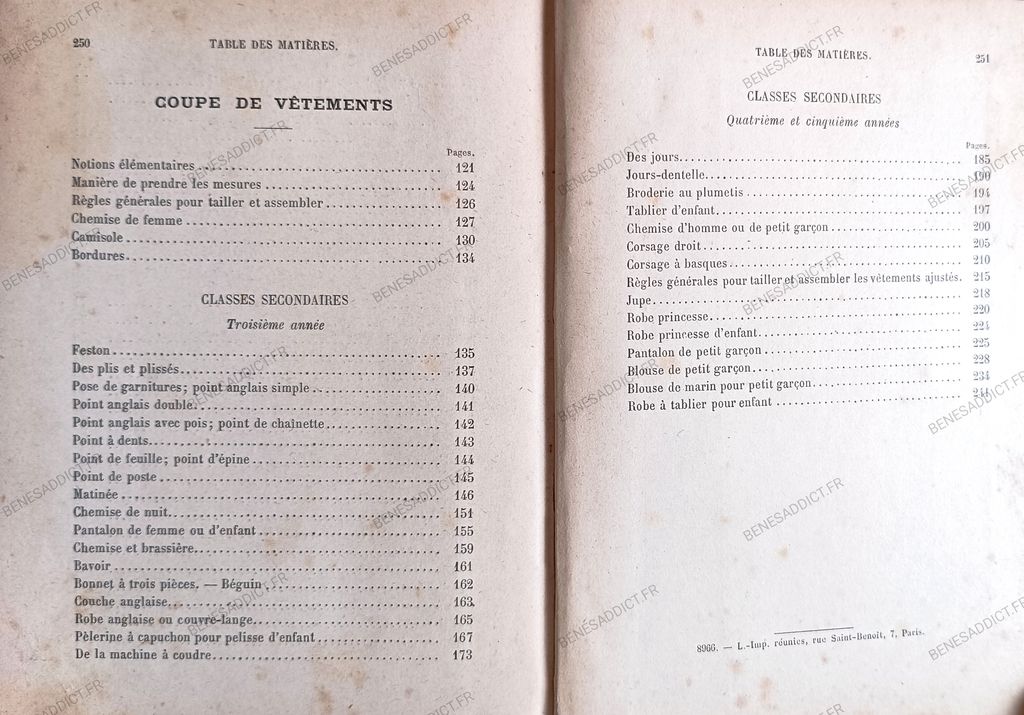 250
TABLE DES MATIÈRES.
COUPE DE VÊTEMENTS
Pages.
Notions élémentaires 121
Manière de prendre les mesures 124
Règles générales pour tailler et assembler 126
Chemise de femme 127
Camisole 130
Bordures 134
CLASSES SECONDAIRES
Troisième année
Feston 135
Des plis et plissés 137
Pose de garnitures; point anglais simple 140
Point anglais double 141
Point anglais avec pois; point de chaînette 142
Point à dents 143
Point de feuille; point d'épine 144
Point de poste 145
Matinée 146
Chemise de nuit 151
Pantalon de femme ou d'enfant 155
Chemise et brassière 159
Bavoir 161
Bonnet à trois pièces. — Béguin 162
Couche anglaise 163
Robe anglaise ou couvre-lange 165
Pèlerine à capuchon pour pelisse d'enfant 167
De la machine à coudre 173
TABLE DES MATIÈRES.
251
CLASSES SECONDAIRES
Quatrième et cinquième années
Pages.
Des jours 185
Jours-dentelle 190
Broderie au plumetis 194
Tablier d'enfant 197
Chemise d'homme ou de petit garçon 200
Corsage droit 205
Corsage à basques 210
Règles générales pour tailler et assembler les vêtements ajustés. 215
Jupe 218
Robe princesse 220
Robe princesse d'enfant 224
Pantalon de petit garçon 225
Blouse de petit garçon 228
Blouse de marin pour petit garçon 234
Robe à tablier pour enfant 241
8966. — L.-Imp. réunies, rue Saint-Benoît, 7, Paris.
BENESADDICT.FR